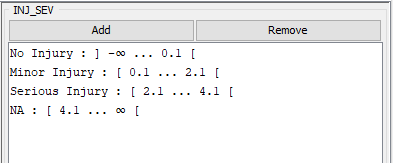 INJ_SEV
Add Remove
No Injury : ] -∞ ... 0.1 [
Minor Injury : [ 0.1 ... 2.1 [
Serious Injury : [ 2.1 ... 4.1 [
NA : [ 4.1 ... ∞ [